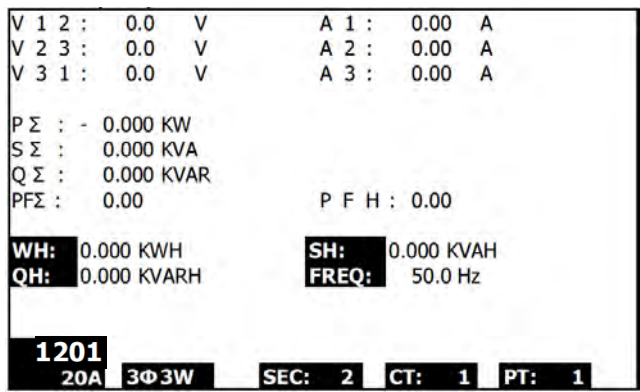 V 1 2 : 0.0 V A 1 : 0.00 A
V 2 3 : 0.0 V A 2 : 0.00 A
V 3 1 : 0.0 V A 3 : 0.00 A
P Σ : - 0.000 KW
S Σ : 0.000 KVA
Q Σ : 0.000 KVAR
PFΣ : 0.00 P F H : 0.00
WH: 0.000 KWH SH: 0.000 KVAH
QH: 0.000 KVARH FREQ: 50.0 Hz
1201
20A 3Φ3W SEC: 2 CT: 1 PT: 1